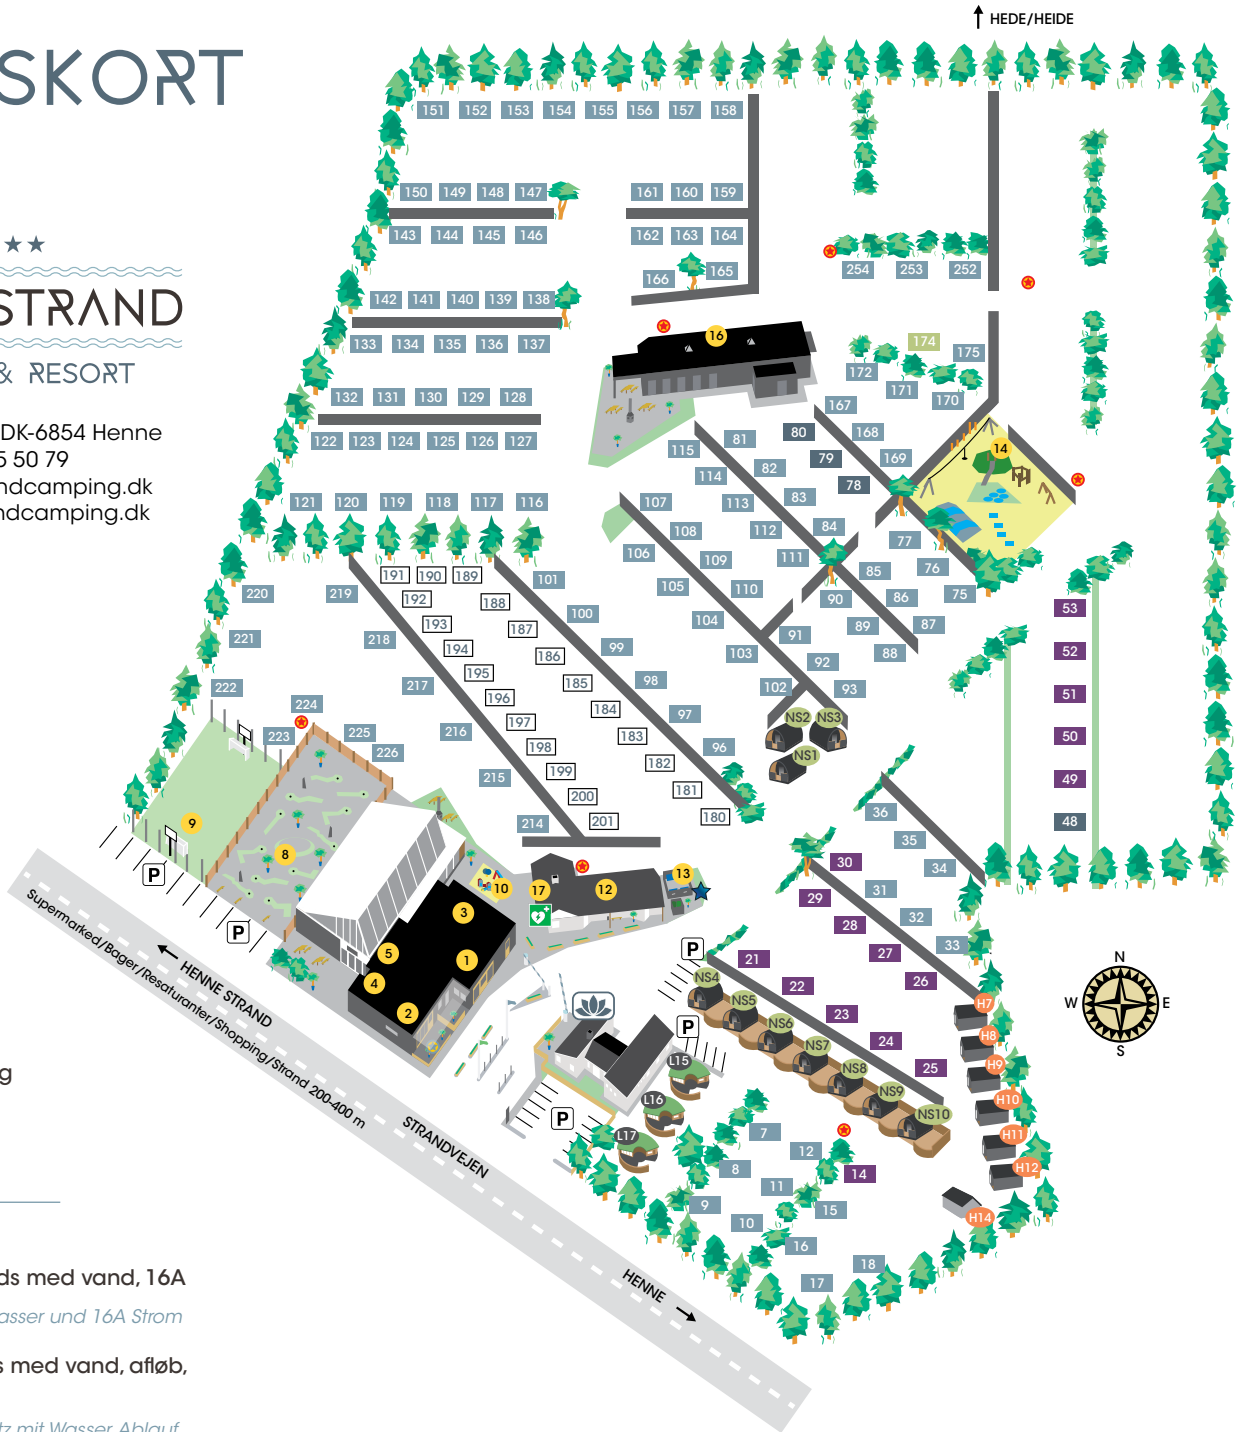 HEDE/HEIDE
SKORT
STRAND
& RESORT
DK-6854 Henne
5 50 79
ndcamping.dk
ndcamping.dk
151 152 153 154 155 156 157 158
150 149 148 147 161 160 159
143 144 145 146 162 163 164
166 165
254 253 252
142 141 140 139 138
133 134 135 136 137
16
174
175
172
171
170
132 131 130 129 128
122 123 124 125 126 127
167
168
169
80
79
78
14
115
114
113
112
111
81
82
83
84
121 120 119 118 117 116
107
108
109
110
106
105
104
103
102
77
76
75
85
86
87
90
89
88
91
92
93
191 190 189
192
193
194
195
196
197
198
199
200
201
188
187
186
185
184
183
182
181
180
101
100
99
98
97
96
220
221
222
223
224
225
226
219
218
217
216
215
214
53
52
51
50
49
48
NS2 NS3
NS1
36
35
34
30
29
28
27
26
31
32
33
9
8
P
P
10
17
12
13
3
5
1
4
2
P
P
P
21
22
23
24
25
NS4
NS5
NS6
NS7
NS8
NS9
NS10
L15
L16
L17
H7
H8
H9
H10
H11
H12
H14
N
W E
S
7
12
14
8
11
15
9
10
16
17
18
HENNE STRAND
Supermarked/Bager/Resaturanter/Shopping/Strand 200-400 m
STRANDVEJEN
HENNE
g
ds med vand, 16A
asser und 16A Strom
s med vand, afløb,
tz mit Wasser Ablauf